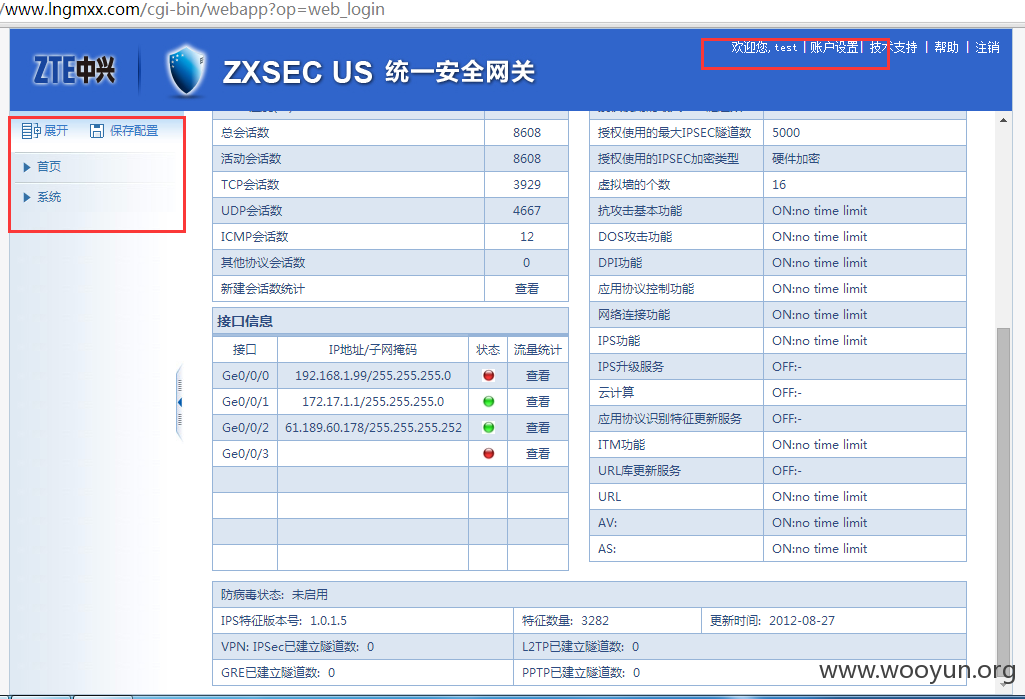 /www.lngmxx.com/cgi-bin/webapp?op=web_login
ZTE中兴 ZXSEC US 统一安全网关
欢迎您, test | 账户设置 | 技术支持 | 帮助 | 注销
展开 保存配置
首页
系统
总会话数 8608
活动会话数 8608
TCP会话数 3929
UDP会话数 4667
ICMP会话数 12
其他协议会话数 0
新建会话数统计 查看
接口信息
接口 IP地址/子网掩码 状态 流量统计
Ge0/0/0 192.168.1.99/255.255.255.0 查看
Ge0/0/1 172.17.1.1/255.255.255.0 查看
Ge0/0/2 61.189.60.178/255.255.255.252 查看
Ge0/0/3 查看
授权使用的最大IPSEC隧道数 5000
授权使用的IPSEC加密类型 硬件加密
虚拟墙的个数 16
抗攻击基本功能 ON:no time limit
DOS攻击功能 ON:no time limit
DPI功能 ON:no time limit
应用协议控制功能 ON:no time limit
网络连接功能 ON:no time limit
IPS功能 ON:no time limit
IPS升级服务 OFF:-
云计算 OFF:-
应用协议识别特征更新服务 OFF:-
ITM功能 ON:no time limit
URL库更新服务 OFF:-
URL ON:no time limit
AV: ON:no time limit
AS: ON:no time limit
防病毒状态: 未启用
IPS特征版本号: 1.0.1.5 特征数量: 3282 更新时间: 2012-08-27
VPN: IPSec已建立隧道数: 0 L2TP已建立隧道数: 0
GRE已建立隧道数: 0 PPTP已建立隧道数: 0
www.wooyun.org